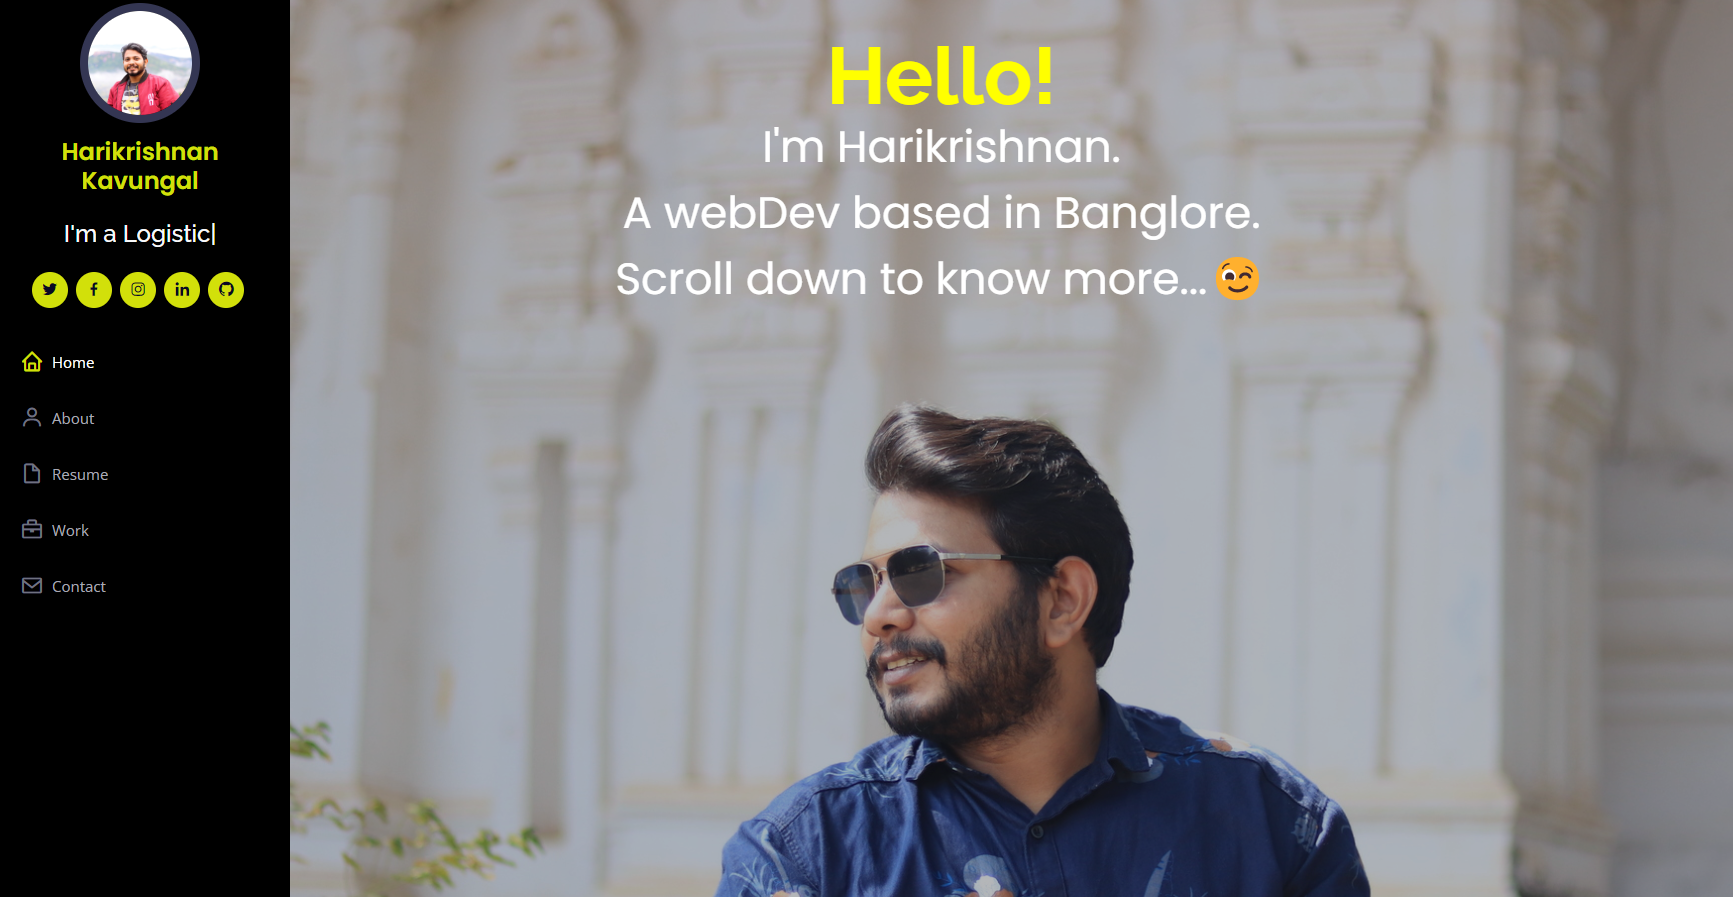 Harikrishnan
Kavungal
I'm a Logistic|
Home
About
Resume
Work
Contact
Hello!
I'm Harikrishnan.
A webDev based in Banglore.
Scroll down to know more...😉